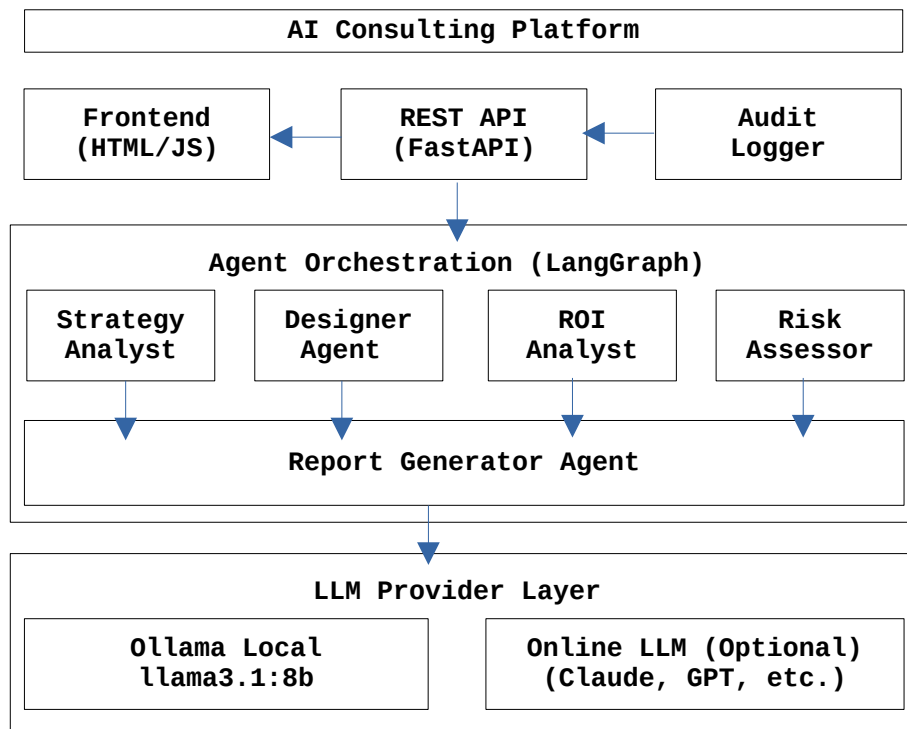 AI Consulting Platform
Frontend
(HTML/JS)
REST API
(FastAPI)
Audit
Logger
Agent Orchestration (LangGraph)
Strategy
Analyst
Designer
Agent
ROI
Analyst
Risk
Assessor
Report Generator Agent
LLM Provider Layer
Ollama Local
llama3.1:8b
Online LLM (Optional)
(Claude, GPT, etc.)